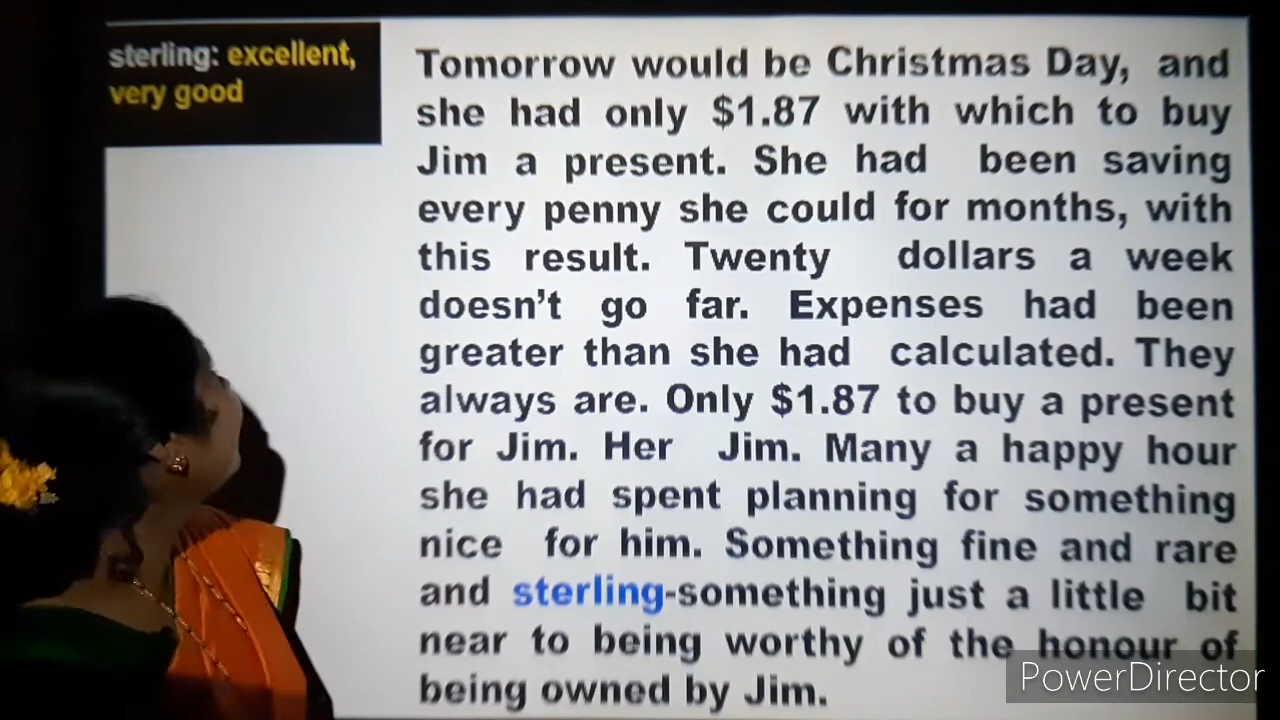 sterling: excellent,
very good
Tomorrow would be Christmas Day, and
she had only $1.87 with which to buy
Jim a present. She had been saving
every penny she could for months, with
this result. Twenty dollars a week
doesn't go far. Expenses had been
greater than she had calculated. They
always are. Only $1.87 to buy a present
for Jim. Her Jim. Many a happy hour
she had spent planning for something
nice for him. Something fine and rare
and sterling-something just a little bit
near to being worthy of the honour of
being owned by Jim.
PowerDirector